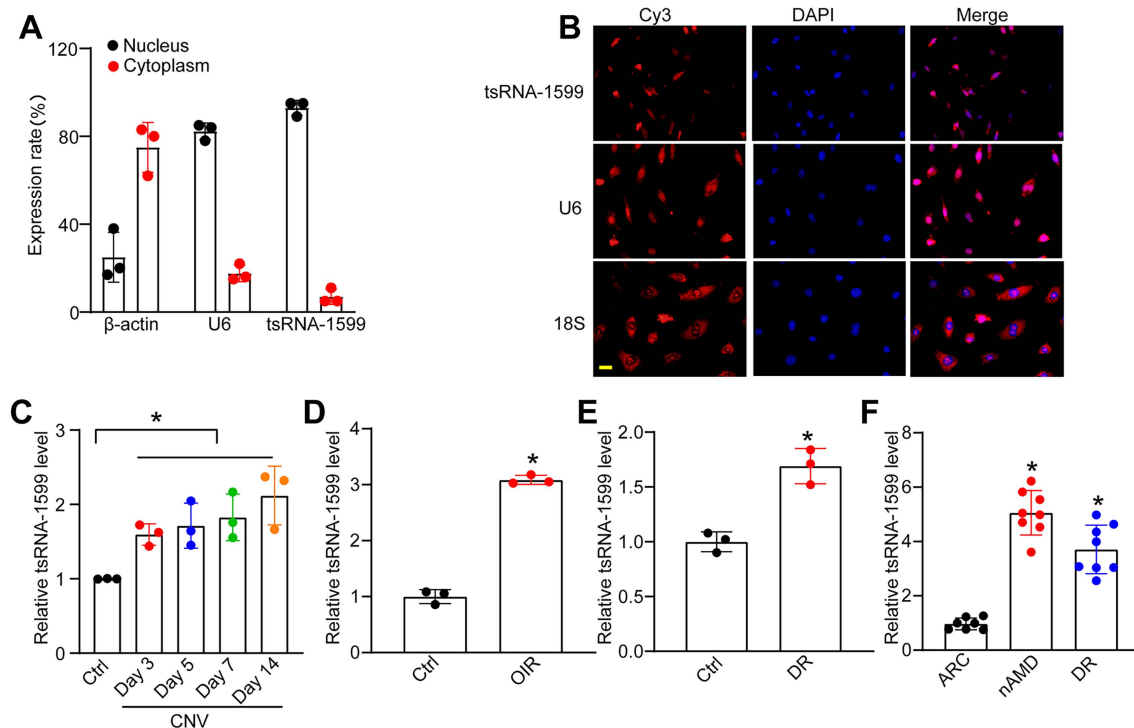 A
Expression rate (%)
120
80
40
0
Nucleus
Cytoplasm
β-actin
U6
tsRNA-1599
B
Cy3
DAPI
Merge
tsRNA-1599
U6
18S
C
Relative tsRNA-1599 level
3
2
1
0
*
Ctrl
Day 3
Day 5
Day 7
Day 14
CNV
D
Relative tsRNA-1599 level
4
3
2
1
0
*
Ctrl
OIR
E
Relative tsRNA-1599 level
2.0
1.5
1.0
0.5
0.0
*
Ctrl
DR
F
Relative tsRNA-1599 level
8
6
4
2
0
*
*
ARC
nAMD
DR